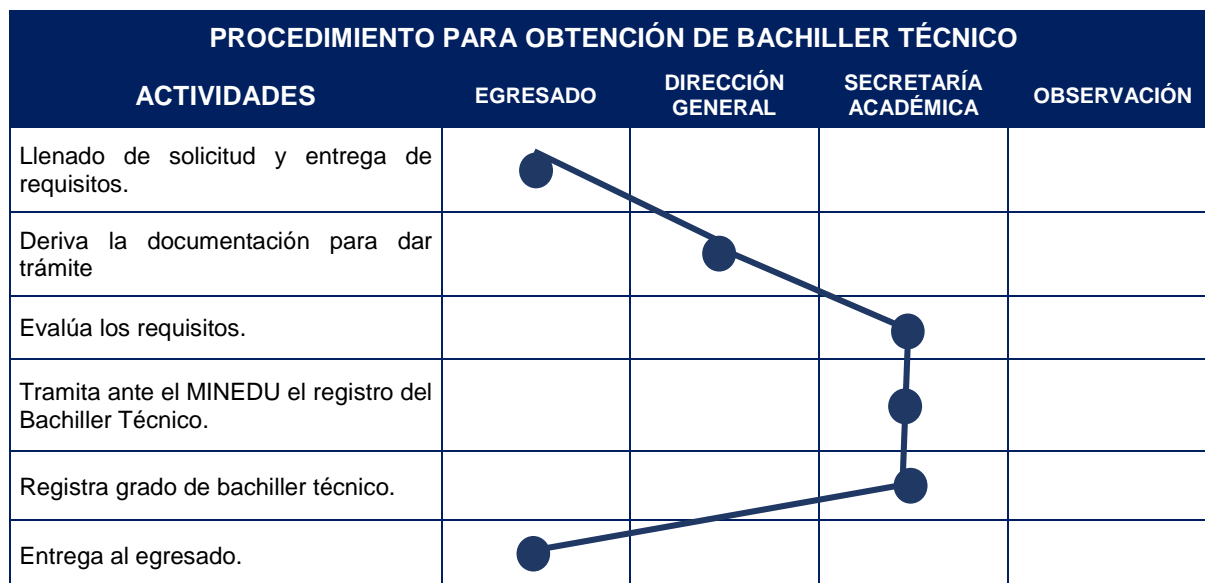 PROCEDIMIENTO PARA OBTENCIÓN DE BACHILLER TÉCNICO
ACTIVIDADES
EGRESADO
DIRECCIÓN
GENERAL
SECRETARÍA
ACADÉMICA
OBSERVACIÓN
Llenado de solicitud y entrega de
requisitos.
Deriva la documentación para dar
trámite
Evalúa los requisitos.
Tramita ante el MINEDU el registro del
Bachiller Técnico.
Registra grado de bachiller técnico.
Entrega al egresado.